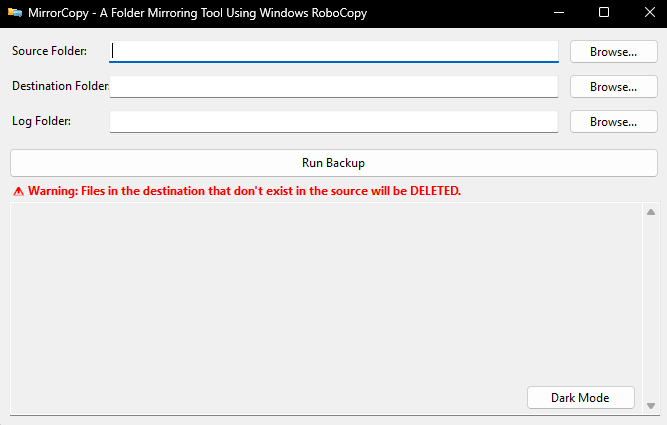 MirrorCopy - A Folder Mirroring Tool Using Windows RoboCopy
Source Folder: Browse...
Destination Folder: Browse...
Log Folder: Browse...
Run Backup
⚠ Warning: Files in the destination that don't exist in the source will be DELETED.
Dark Mode